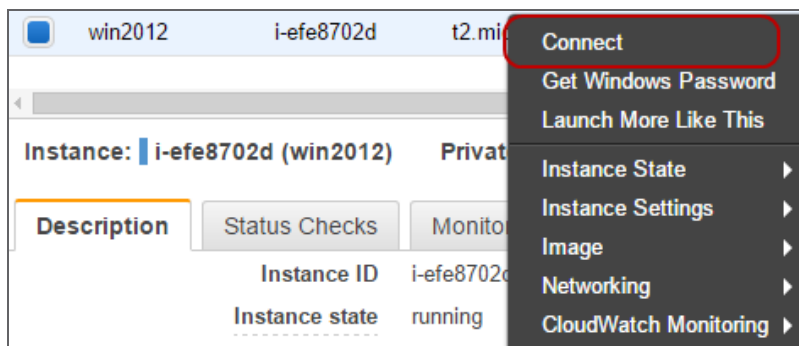 win2012 i-efe8702d
Connect
Get Windows Password
Launch More Like This
Instance: i-efe8702d (win2012)
Instance State
Instance Settings
Image
Networking
CloudWatch Monitoring
Description Status Checks
Instance ID
Instance state running